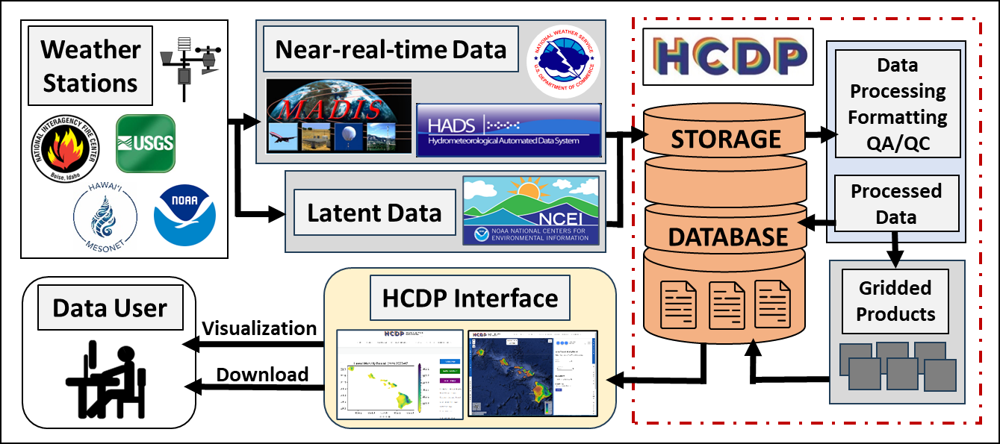 Weather
Stations
NATIONAL INTERAGENCY FIRE CENTER
Boise, Idaho
USGS
HAWAI'I
MESONET
NOAA
Near-real-time Data
NATIONAL WEATHER SERVICE
U.S. DEPARTMENT OF COMMERCE
MADIS
HADS
Hydrometeorological Automated Data System
Latent Data
NCEI
NOAA NATIONAL CENTERS FOR
ENVIRONMENTAL INFORMATION
HCDP
STORAGE
DATABASE
Data
Processing
Formatting
QA/QC
Processed
Data
Gridded
Products
HCDP Interface
HCDP
HCDP
Visualization
Download
Data User